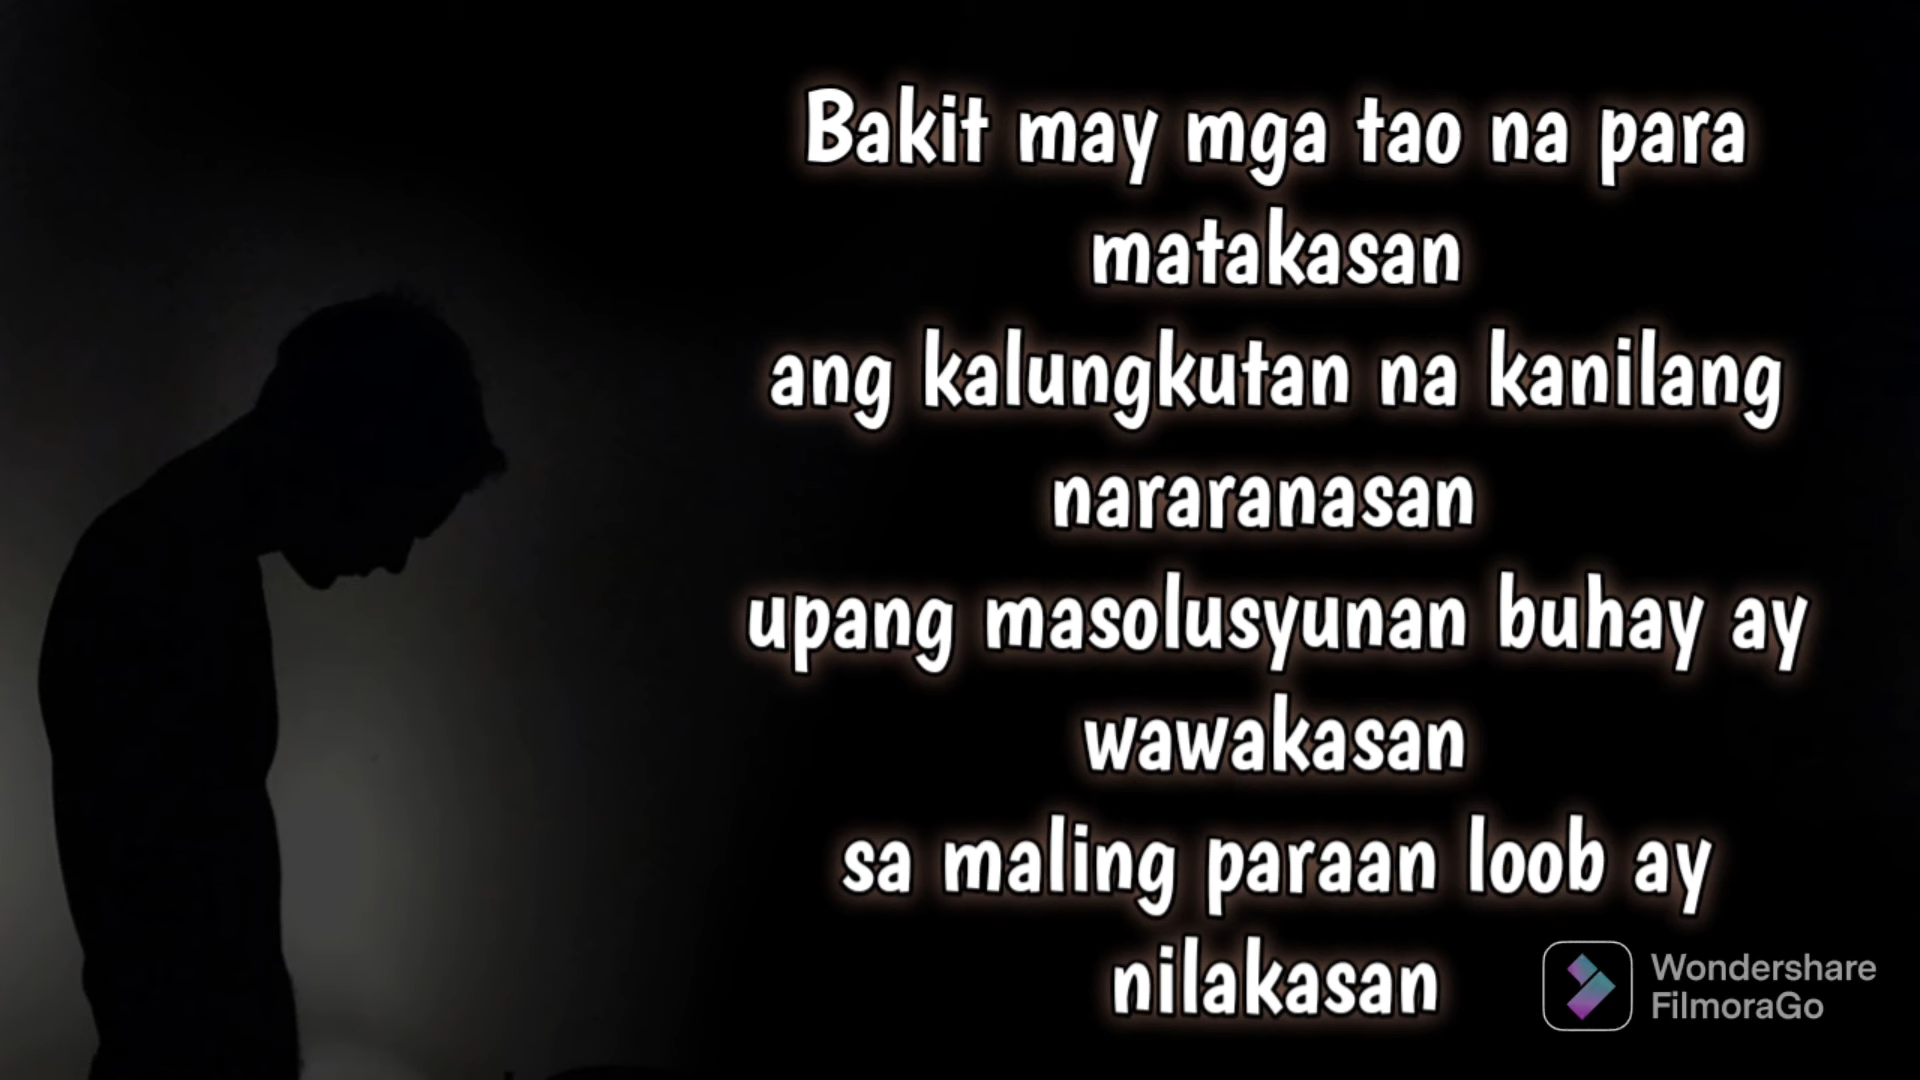 Bakit may mga tao na para
matakasan
ang kalungkutan na kanilang
nararanasan
upang masolusyunan buhay ay
wawakasan
sa maling paraan loob ay
nilakasan
Wondershare
FilmoraGo